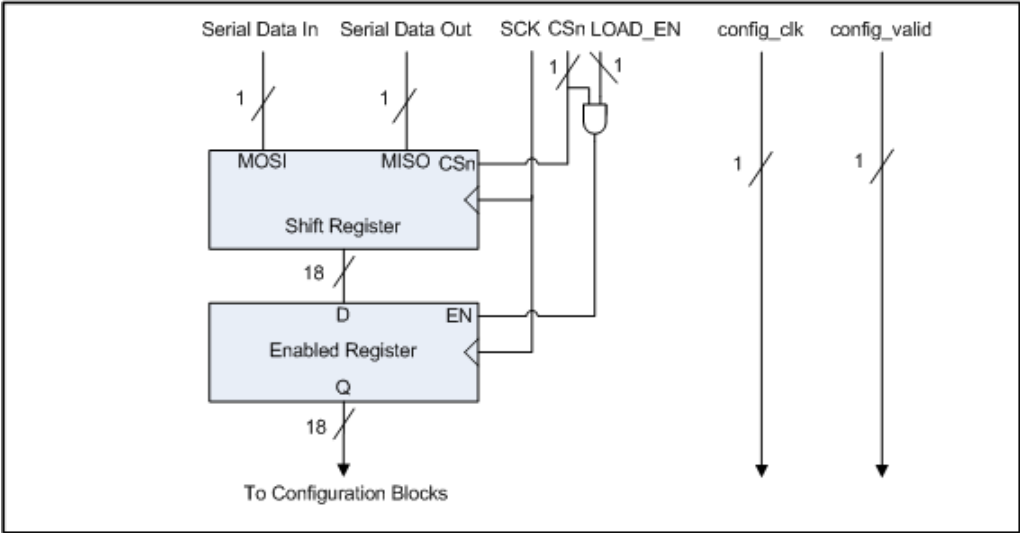 Serial Data In Serial Data Out SCK CSn LOAD_EN config_clk config_valid
1 1
1 1
1 1
MOSI MISO CSn
Shift Register
18
D EN
Enabled Register
Q
18
To Configuration Blocks